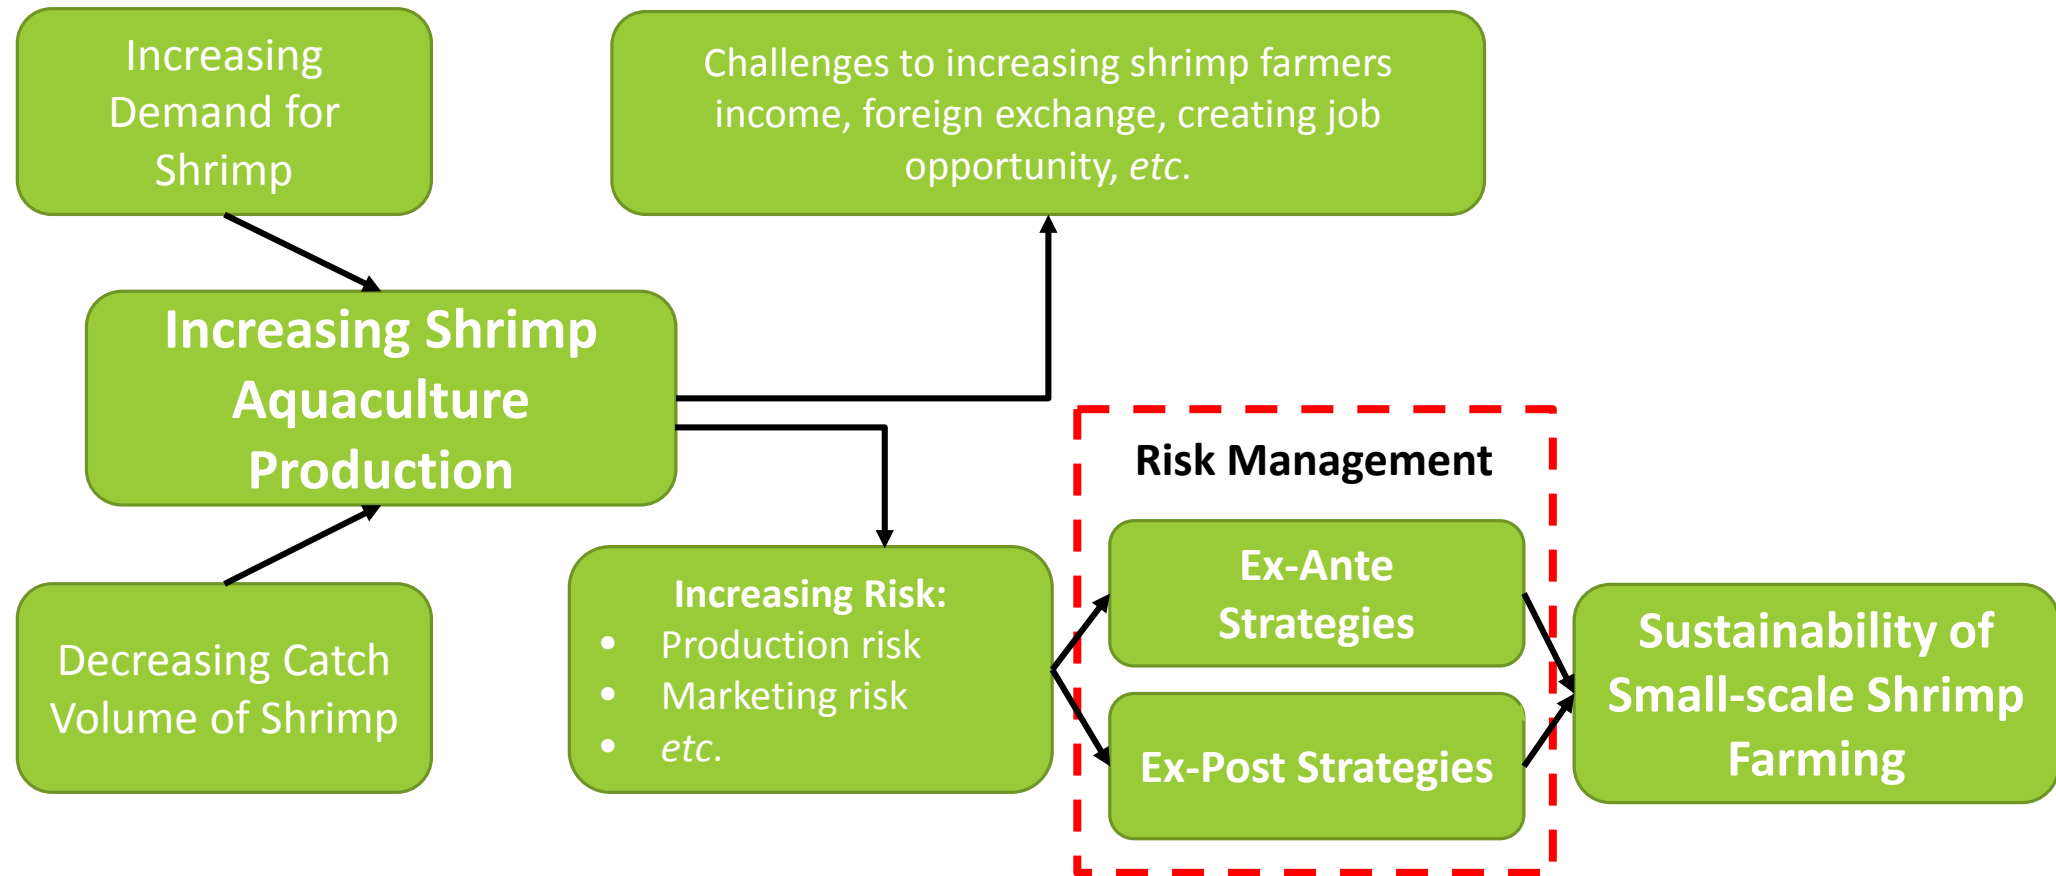 Increasing
Demand for
Shrimp
Challenges to increasing shrimp farmers
income, foreign exchange, creating job
opportunity, etc.
Increasing Shrimp
Aquaculture
Production
Decreasing Catch
Volume of Shrimp
Increasing Risk:
• Production risk
• Marketing risk
• etc.
Risk Management
Ex-Ante
Strategies
Ex-Post Strategies
Sustainability of
Small-scale Shrimp
Farming